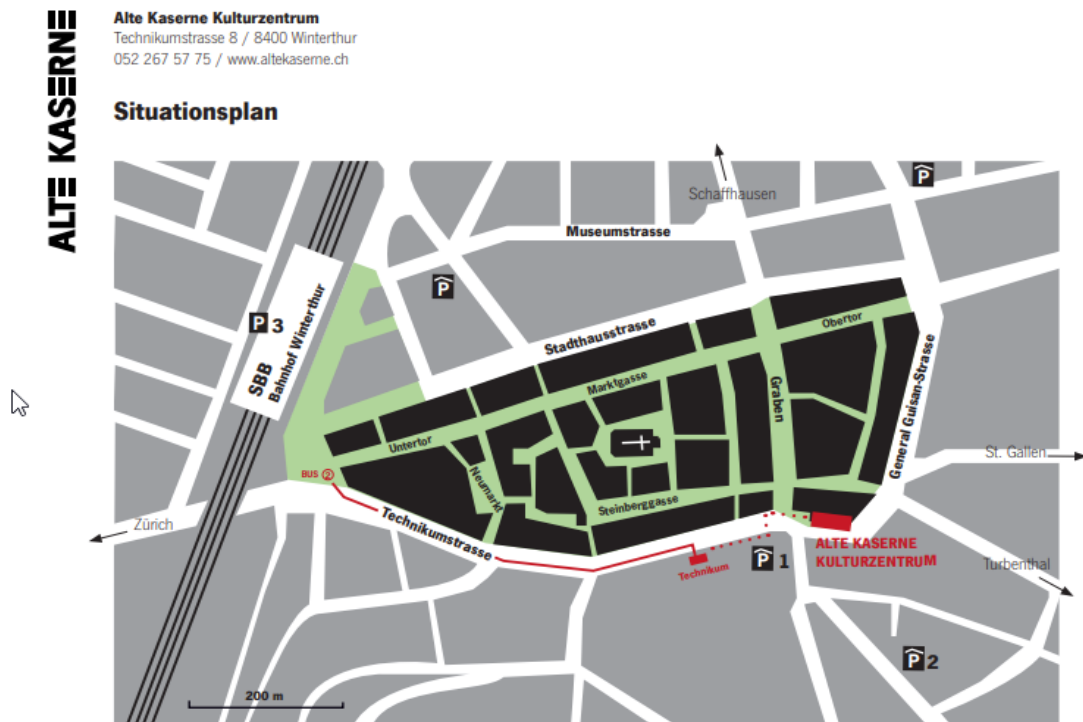 ALTE KASERNE
Alte Kaserne Kulturzentrum
Technikumstrasse 8 / 8400 Winterthur
052 267 57 75 / www.altekaserne.ch
Situationsplan
Schaffhausen
P
Museumstrasse
P
P 3
SBB
Bahnhof Winterthur
Stadthausstrasse
Obertor
Marktgasse
Graben
General Guisan-Strasse
Untertor
Neumarkt
Steinberggasse
St. Gallen
BUS 2
Zürich
Technikumstrasse
Technikum
P 1
ALTE KASERNE
KULTURZENTRUM
Turbenthal
P 2
200 m